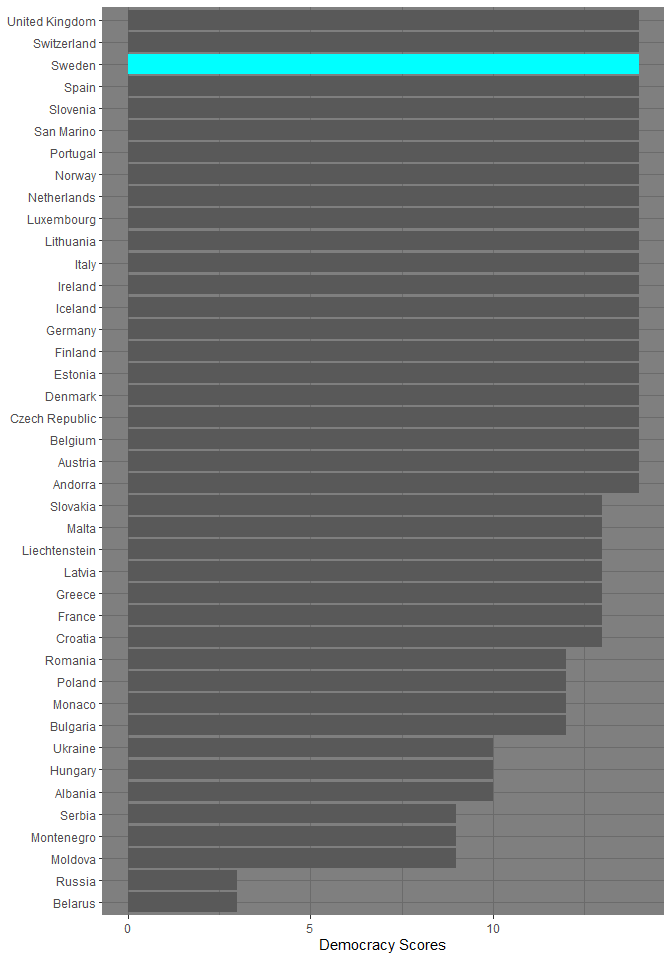 United Kingdom
Switzerland
Sweden
Spain
Slovenia
San Marino
Portugal
Norway
Netherlands
Luxembourg
Lithuania
Italy
Ireland
Iceland
Germany
Finland
Estonia
Denmark
Czech Republic
Belgium
Austria
Andorra
Slovakia
Malta
Liechtenstein
Latvia
Greece
France
Croatia
Romania
Poland
Monaco
Bulgaria
Ukraine
Hungary
Albania
Serbia
Montenegro
Moldova
Russia
Belarus
0 5 10
Democracy Scores